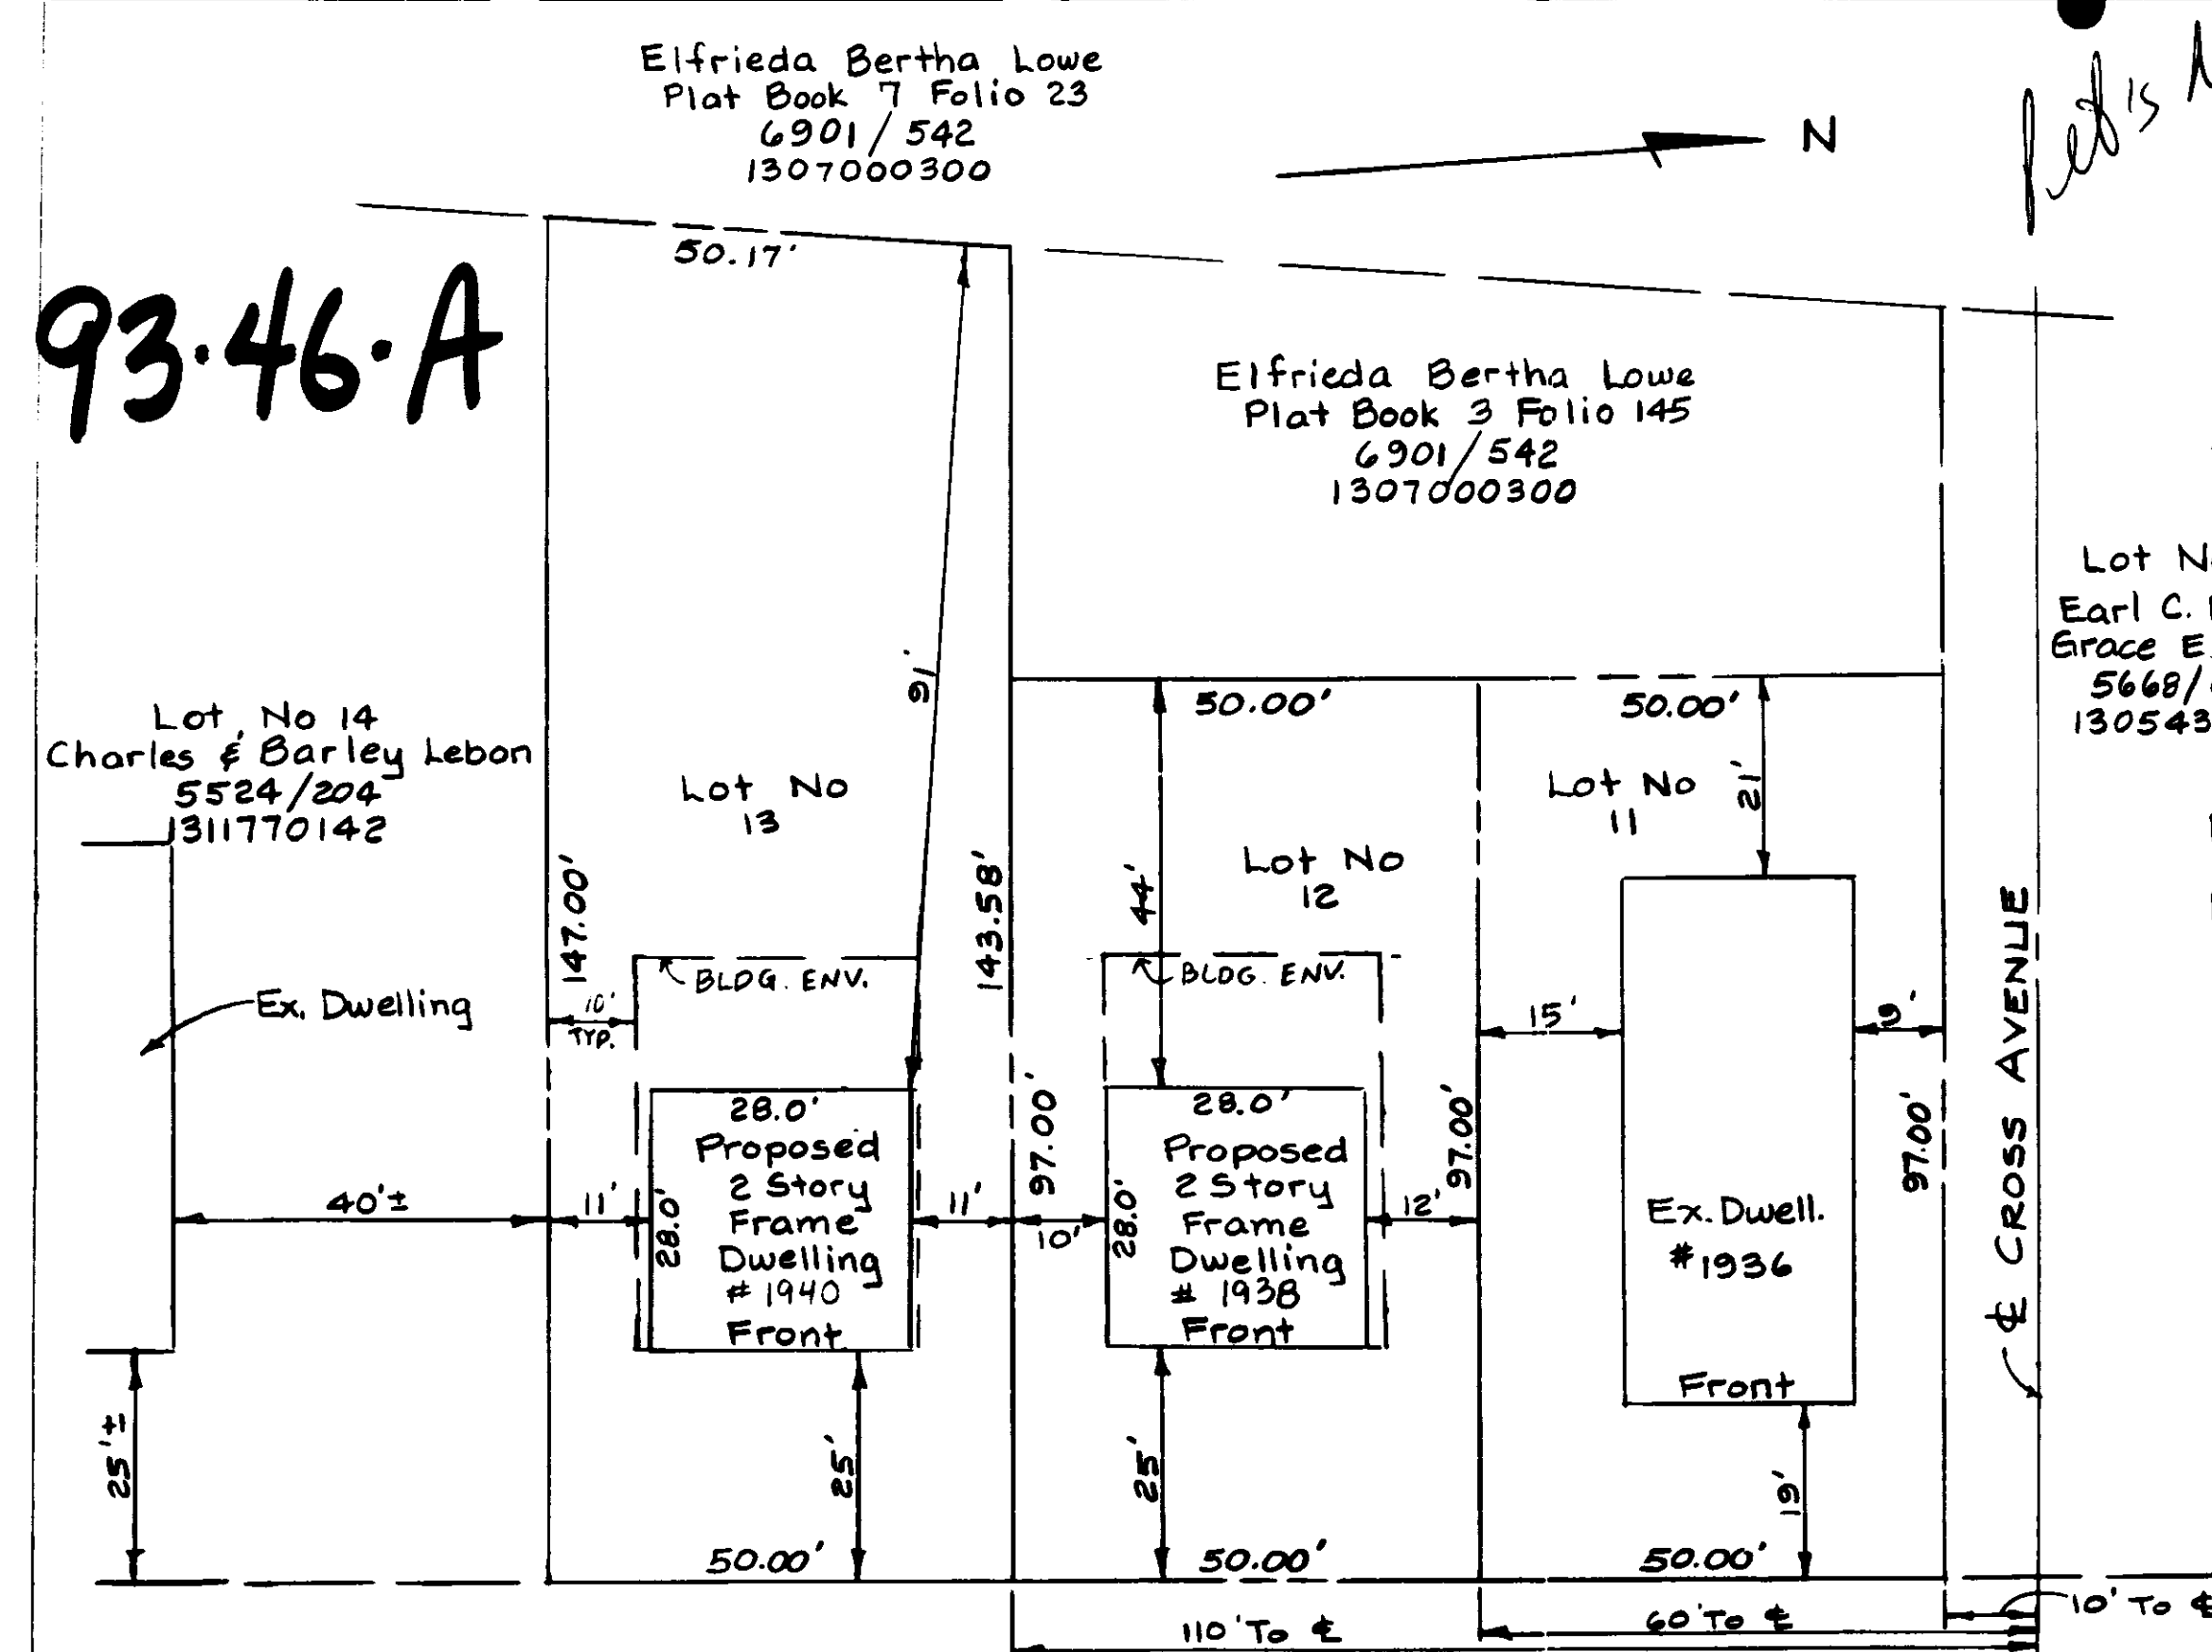 Elfrieda Bertha Lowe
Plat Book 7 Folio 23
6901/542
1307000300
N
50.17'
93.46.A
Elfrieda Bertha Lowe
Plat Book 3 Folio 145
6901/542
1307000300
Lot
Earl C.
Grace E.
5668/
130543
Lot No 14
Charles & Barley Lebon
5524/204
1311770142
91'
50.00'
50.00'
Lot No
13
Lot No
11
21'
Lot No
12
44'
147.00'
143.58'
BLDG. ENV.
BLDG. ENV.
Ex. Dwelling
10'
TYP.
15'
9'
℄ CROSS AVENUE
28.0'
Proposed
2 Story
Frame
Dwelling
# 1940
Front
28.0'
97.00'
28.0'
Proposed
2 Story
Frame
Dwelling
# 1938
Front
28.0'
97.00'
97.00'
40'±
11'
11'
10'
12'
Ex. Dwell.
#1936
Front
25'±
25'
25'
19'
50.00'
50.00'
50.00'
110' To ℄
60' To ℄
10' To ℄